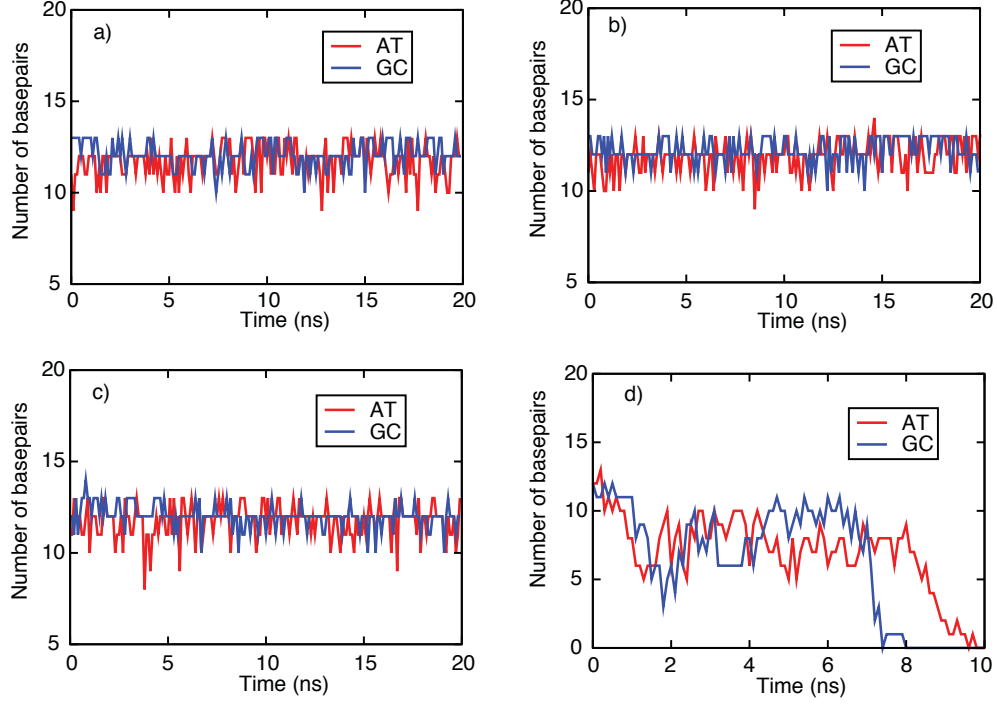 a)
AT
GC
Number of basepairs
20
15
10
5
0 5 10 15 20
Time (ns)
b)
AT
GC
Number of basepairs
20
15
10
5
0 5 10 15 20
Time (ns)
c)
AT
GC
Number of basepairs
20
15
10
5
0 5 10 15 20
Time (ns)
d)
AT
GC
Number of basepairs
20
15
10
5
0
0 2 4 6 8 10
Time (ns)